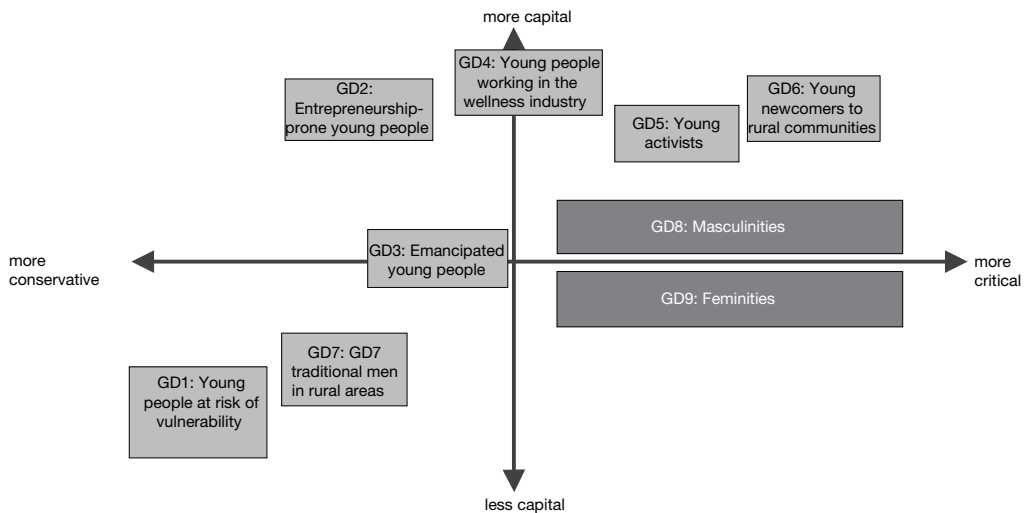 more capital
GD4: Young people
working in the
wellness industry
GD2:
Entrepreneurship-
prone young people
GD6: Young
newcomers to
rural communities
GD5: Young
activists
GD8: Masculinities
GD3: Emancipated
young people
more
conservative
more
critical
GD9: Feminities
GD7: GD7
traditional men
in rural areas
GD1: Young
people at risk of
vulnerability
less capital